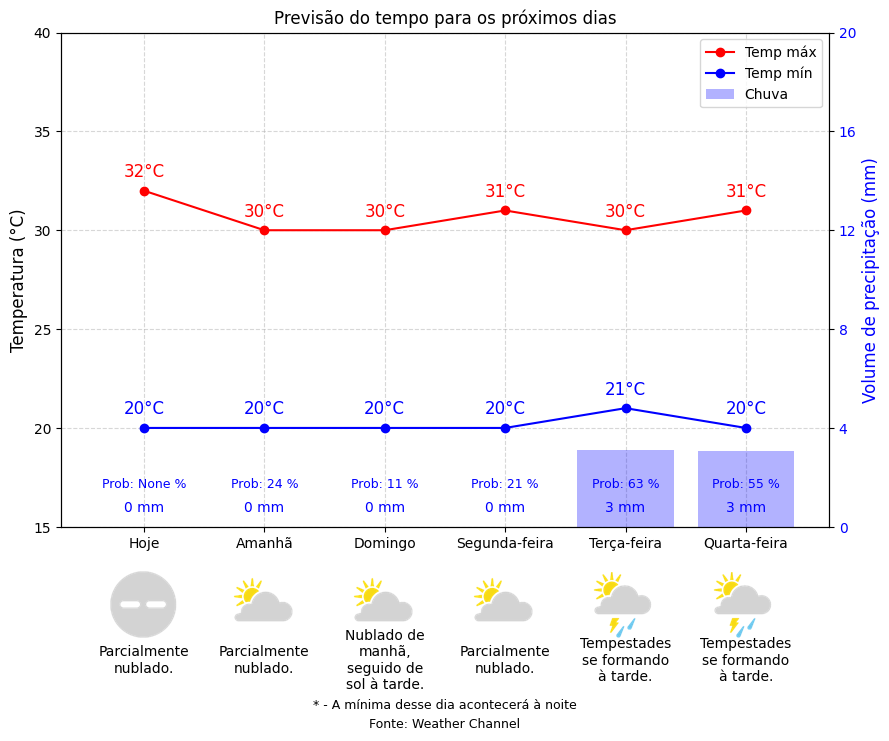 Previsão do tempo para os próximos dias
40
35
30
25
20
15
Temperatura (°C)
20
16
12
8
4
0
Volume de precipitação (mm)
Temp máx
Temp mín
Chuva
32°C
30°C
30°C
31°C
30°C
31°C
20°C
20°C
20°C
20°C
21°C
20°C
Prob: None %
Prob: 24 %
Prob: 11 %
Prob: 21 %
Prob: 63 %
Prob: 55 %
0 mm
0 mm
0 mm
0 mm
3 mm
3 mm
Hoje
Amanhã
Domingo
Segunda-feira
Terça-feira
Quarta-feira
Parcialmente
nublado.
Parcialmente
nublado.
Nublado de
manhã,
seguido de
sol à tarde.
Parcialmente
nublado.
Tempestades
se formando
à tarde.
Tempestades
se formando
à tarde.
* - A mínima desse dia acontecerá à noite
Fonte: Weather Channel